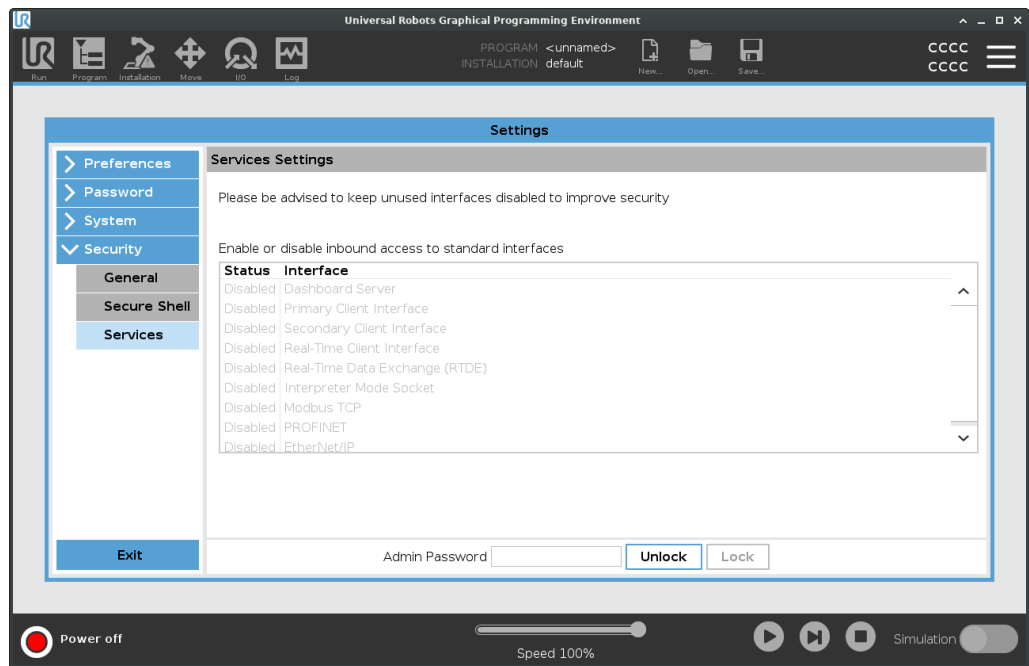 UR
Universal Robots Graphical Programming Environment
UR
PROGRAM <unnamed>
INSTALLATION default
CCCC
CCCC
Run Program Installation Move I/O Log New... Open... Save...
Settings
Preferences
Password
System
Security
General
Secure Shell
Services
Exit
Services Settings
Please be advised to keep unused interfaces disabled to improve security
Enable or disable inbound access to standard interfaces
Status Interface
Disabled Dashboard Server
Disabled Primary Client Interface
Disabled Secondary Client Interface
Disabled Real-Time Client Interface
Disabled Real-Time Data Exchange (RTDE)
Disabled Interpreter Mode Socket
Disabled Modbus TCP
Disabled PROFINET
Disabled EtherNet/IP
Admin Password Unlock Lock
Power off
Speed 100%
Simulation